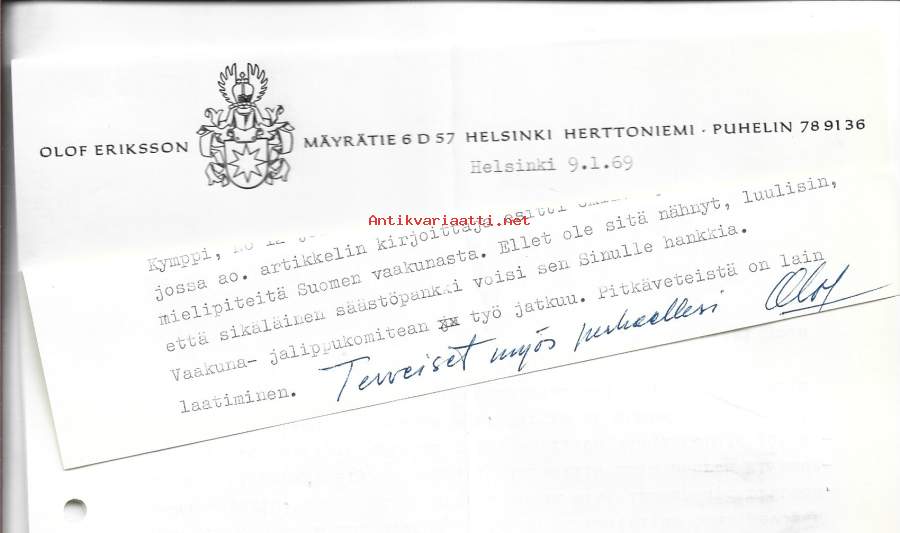 OLOF ERIKSSON MÄYRÄTIE 6 D 57 HELSINKI HERTTONIEMI · PUHELIN 78 91 36
Helsinki 9.1.69
Antikvariaatti.net
Kymppi,
jossa ao. artikkelin kirjoittaja esitti
mielipiteitä Suomen vaakunasta. Ellet ole sitä nähnyt, luulisin,
että sikäläinen säästöpankki voisi sen Sinulle hankkia.
Vaakuna- jalippukomitean työ jatkuu. Pitkäveteistä on lain
laatiminen. Terveiset myös perheellesi Olof